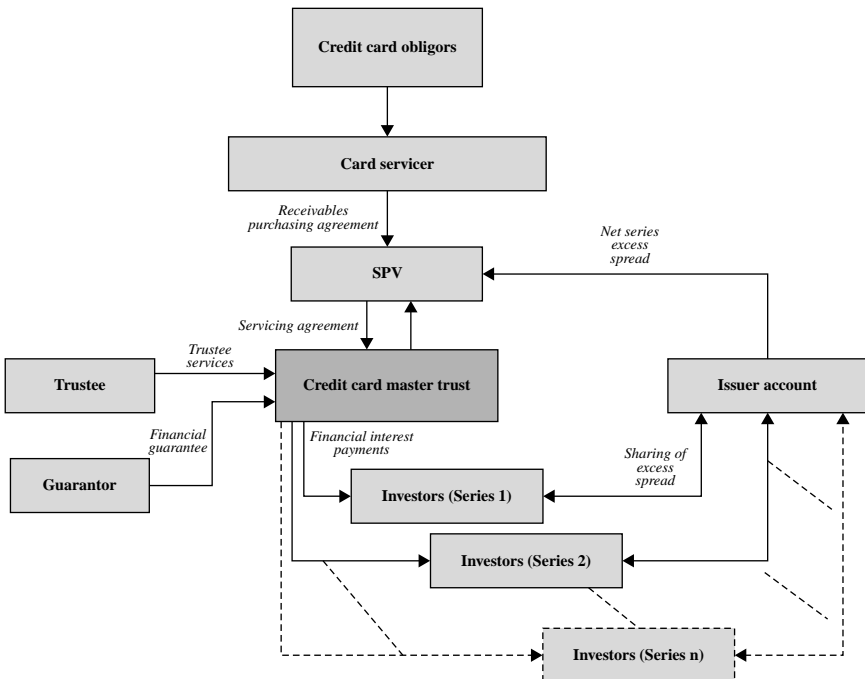 Credit card obligors
Card servicer
Receivables
purchasing agreement
Net series
excess
spread
SPV
Servicing agreement
Trustee
services
Trustee
Credit card master trust
Issuer account
Financial
guarantee
Financial interest
payments
Sharing of
excess
spread
Guarantor
Investors (Series 1)
Investors (Series 2)
Investors (Series n)